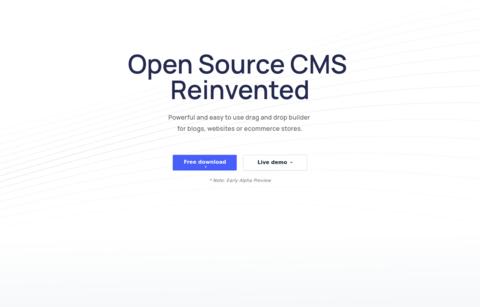 Open Source CMS
Reinvented
Powerful and easy to use drag and drop builder
for blogs, websites or ecommerce stores.
Free download
Live demo
* Note: Early Alpha Preview